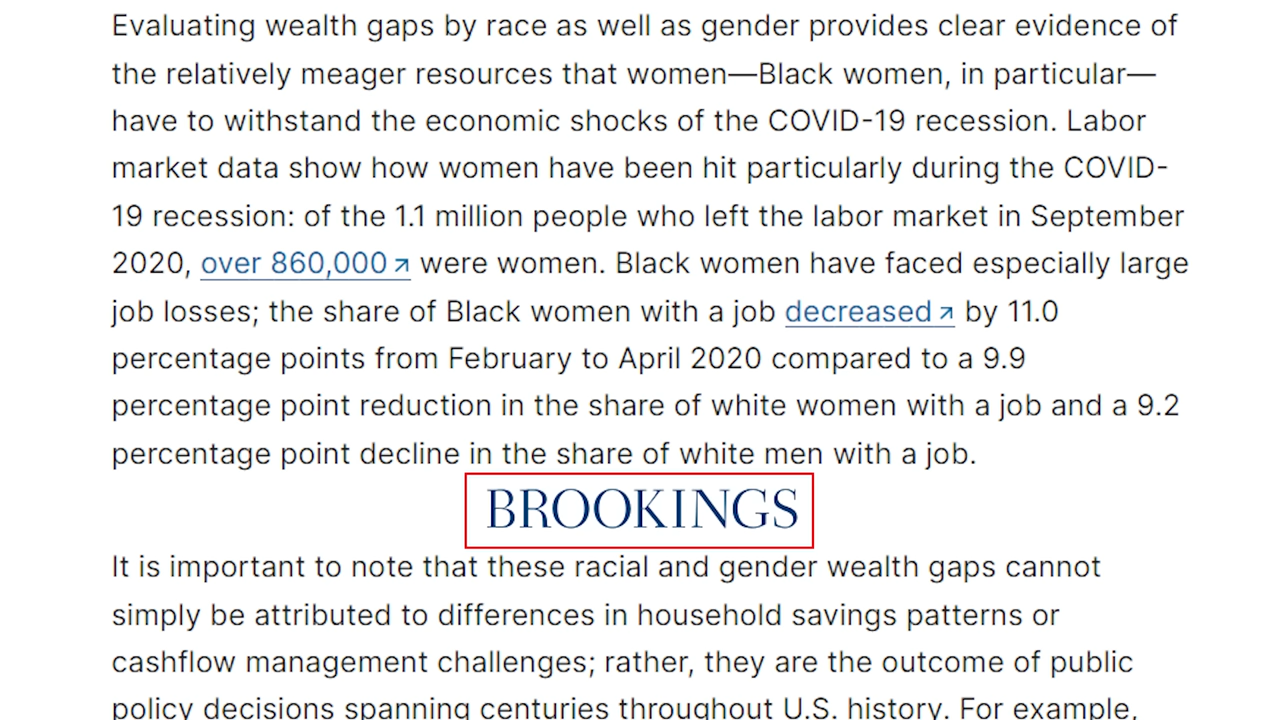 Evaluating wealth gaps by race as well as gender provides clear evidence of
the relatively meager resources that women—Black women, in particular—
have to withstand the economic shocks of the COVID-19 recession. Labor
market data show how women have been hit particularly during the COVID-
19 recession: of the 1.1 million people who left the labor market in September
2020, over 860,000↗ were women. Black women have faced especially large
job losses; the share of Black women with a job decreased↗ by 11.0
percentage points from February to April 2020 compared to a 9.9
percentage point reduction in the share of white women with a job and a 9.2
percentage point decline in the share of white men with a job.
BROOKINGS
It is important to note that these racial and gender wealth gaps cannot
simply be attributed to differences in household savings patterns or
cashflow management challenges; rather, they are the outcome of public
policy decisions spanning centuries throughout U.S. history. For example,